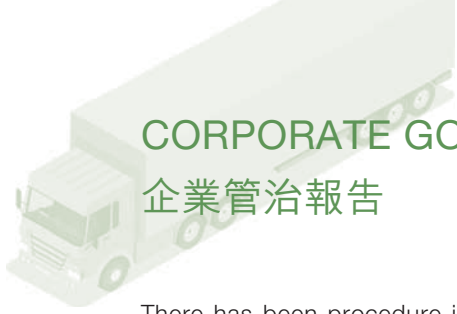 CORPORATE GO
企業管治報告
There has been procedure i